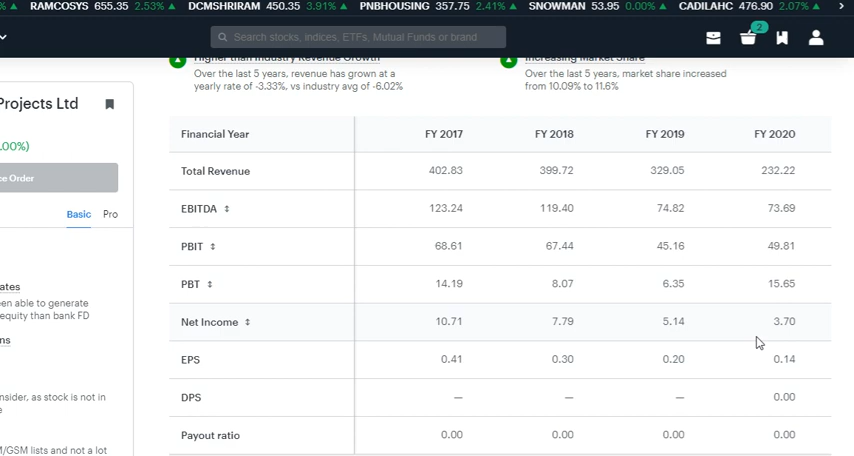 RAMCOSYS 655.35 2.53% ▲ DCMSHRIRAM 450.35 3.91% ▲ PNBHOUSING 357.75 2.41% ▲ SNOWMAN 53.95 0.00% ▲ CADILAHC 476.90 2.07% ▲
Search stocks, indices, ETFs, Mutual Funds or brand
2
Higher than Industry Revenue Growth
Increasing Market Share
Over the last 5 years, revenue has grown at a
yearly rate of -3.33%, vs industry avg of -6.02%
Over the last 5 years, market share increased
from 10.09% to 11.6%
Projects Ltd
.00%)
ce Order
Basic Pro
ates
een able to generate
equity than bank FD
ns
nsider, as stock is not in
M/GSM lists and not a lot
Financial Year FY 2017 FY 2018 FY 2019 FY 2020
Total Revenue 402.83 399.72 329.05 232.22
EBITDA 123.24 119.40 74.82 73.69
PBIT 68.61 67.44 45.16 49.81
PBT 14.19 8.07 6.35 15.65
Net Income 10.71 7.79 5.14 3.70
EPS 0.41 0.30 0.20 0.14
DPS — — — 0.00
Payout ratio 0.00 0.00 0.00 0.00